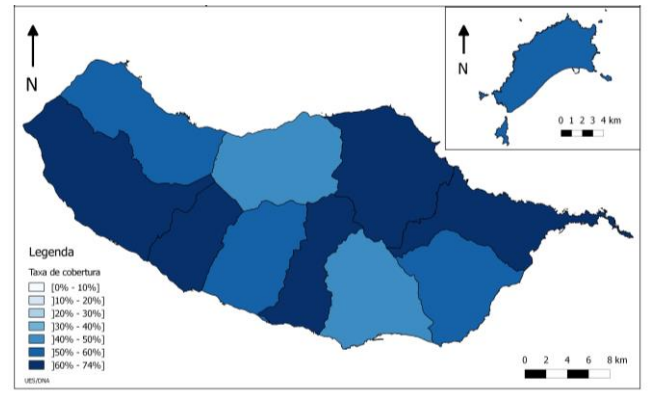 N
N
0 1 2 3 4 km
Legenda
Taxa de cobertura
[0% - 10%]
]10% - 20%]
]20% - 30%]
]30% - 40%]
]40% - 50%]
]50% - 60%]
]60% - 74%]
UES/DNA
0 2 4 6 8 km